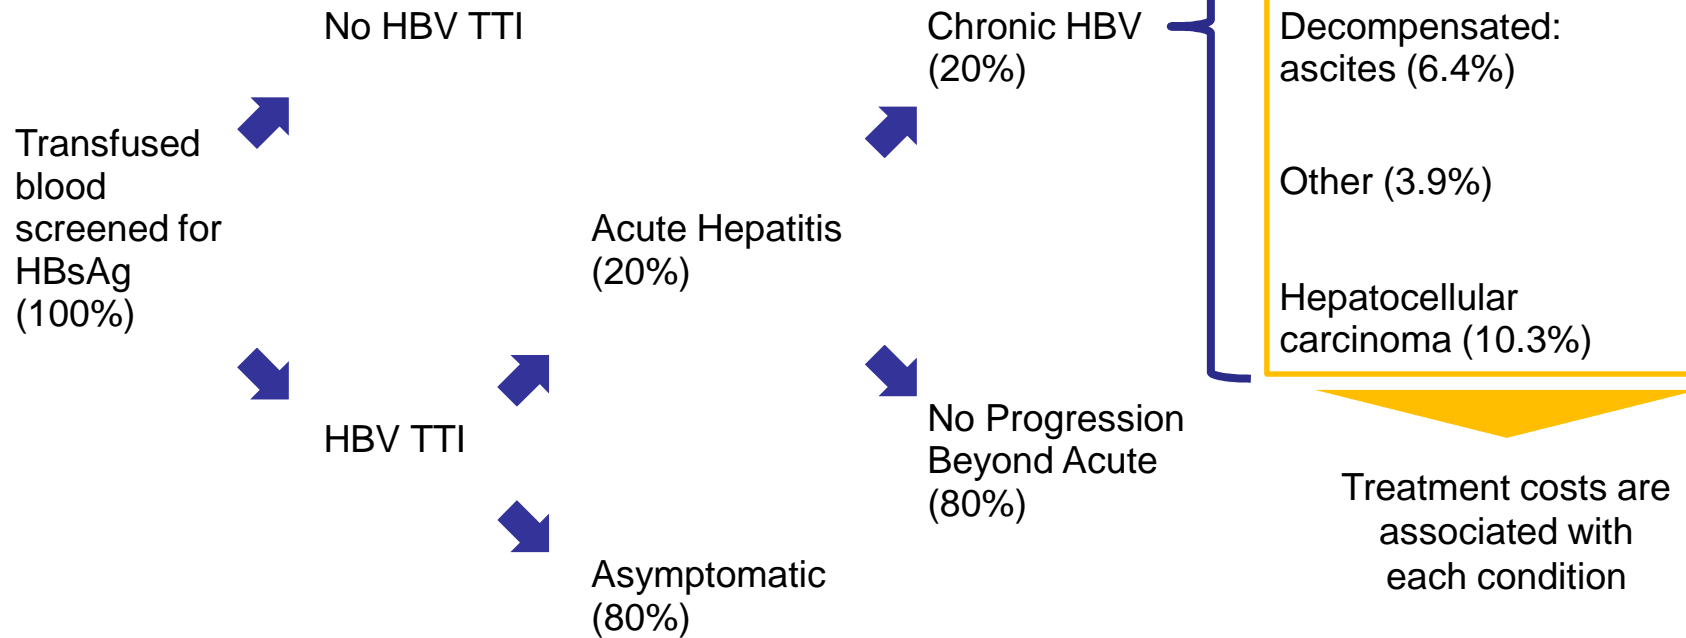 No HBV TTI
Chronic HBV
(20%)
Decompensated:
ascites (6.4%)
Transfused
blood
screened for
HBsAg
(100%)
Other (3.9%)
Acute Hepatitis
(20%)
Hepatocellular
carcinoma (10.3%)
HBV TTI
No Progression
Beyond Acute
(80%)
Treatment costs are
associated with
each condition
Asymptomatic
(80%)